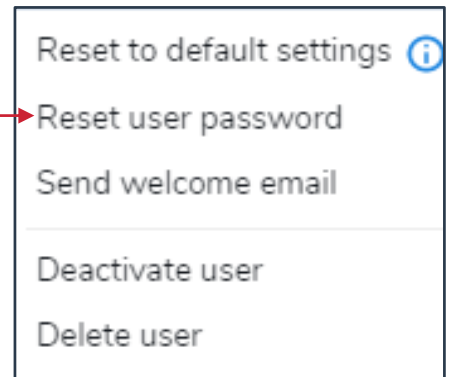 Reset to default settings
Reset user password
Send welcome email
Deactivate user
Delete user